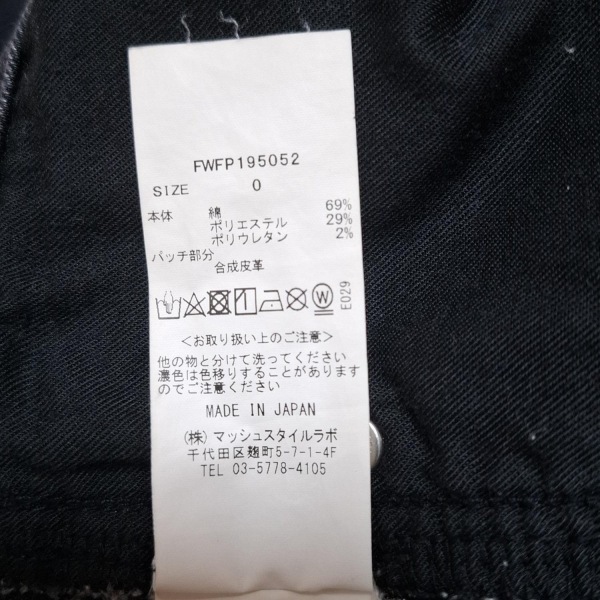 FWFP195052
SIZE 0
本体 綿 69%
ポリエステル 29%
ポリウレタン 2%
パッチ部分
合成皮革
W
E029
<お取り扱い上のご注意>
他の物と分けて洗ってください
濃色は色移りすることがあります
のでご注意ください
MADE IN JAPAN
(株)マッシュスタイルラボ
千代田区麹町5-7-1-4F
TEL 03-5778-4105